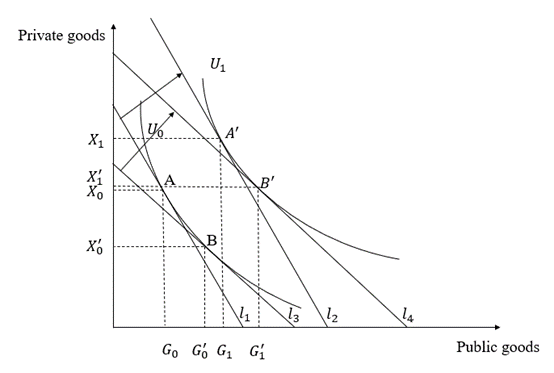 Private goods
U₁
U₀
X₁
A′
X₁′
X₀
A
B′
X₀′
B
l₁
l₃
l₂
l₄
G₀
G₀′
G₁
G₁′
Public goods